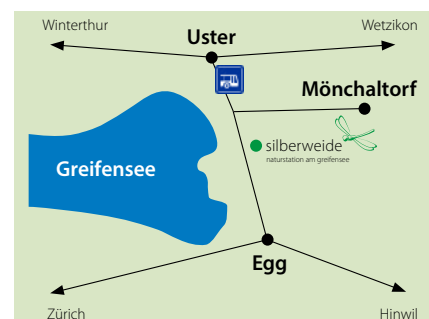 Winterthur
Wetzikon
Uster
Mönchaltorf
silberweide
naturstation am greifensee
Greifensee
Egg
Zürich
Hinwil